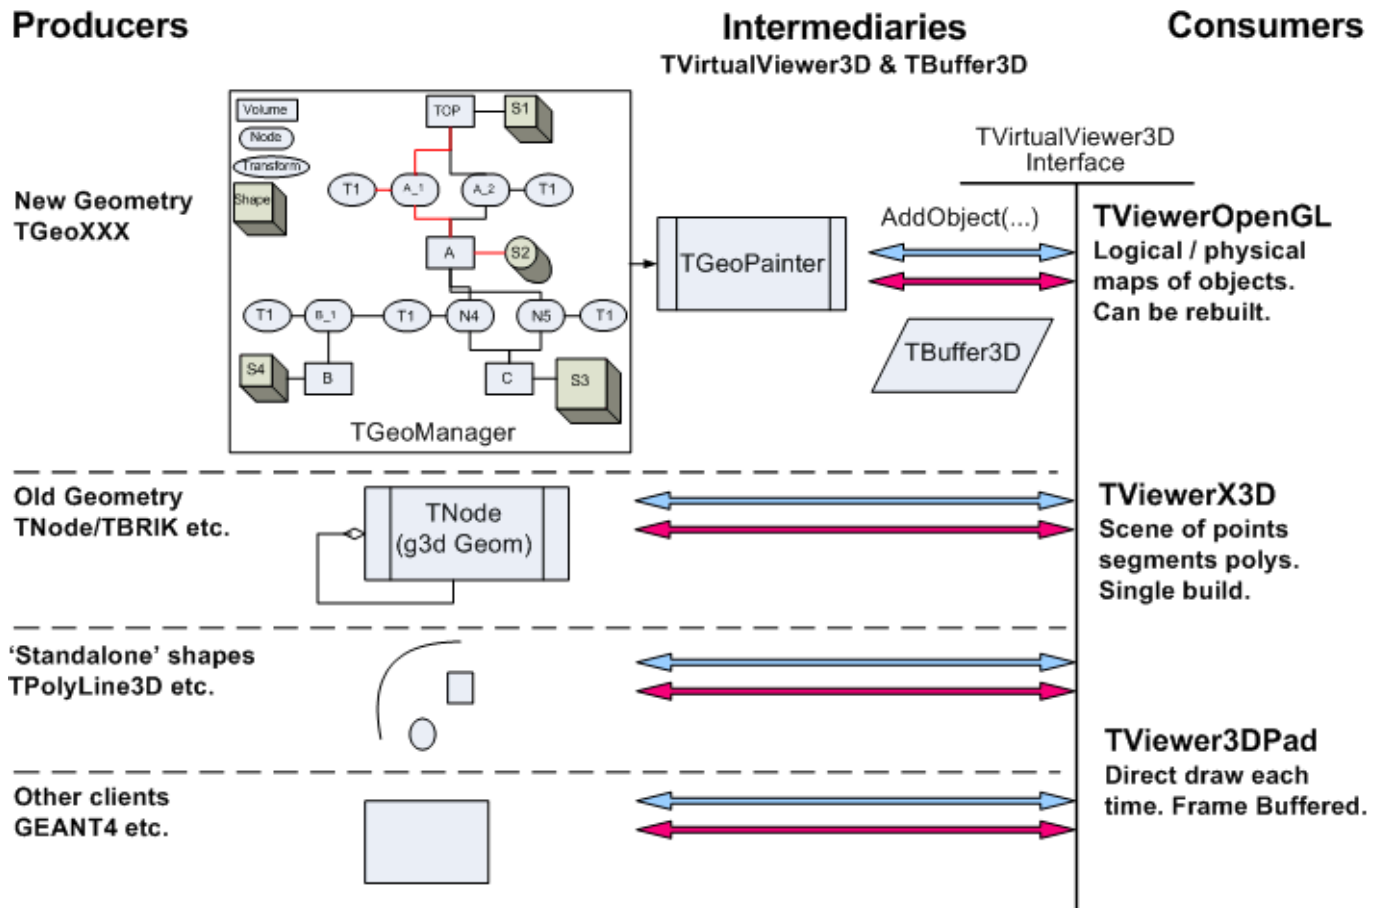 Producers
Intermediaries
Consumers
TVirtualViewer3D & TBuffer3D
Volume
Node
Transform
Shape
TOP
S1
T1
A_1
A_2
T1
A
S2
T1
B_1
T1
N4
N5
T1
S4
B
C
S3
TGeoManager
New Geometry
TGeoXXX
TGeoPainter
TVirtualViewer3D
Interface
AddObject(...)
TBuffer3D
TViewerOpenGL
Logical / physical
maps of objects.
Can be rebuilt.
Old Geometry
TNode/TBRIK etc.
TNode
(g3d Geom)
TViewerX3D
Scene of points
segments polys.
Single build.
‘Standalone’ shapes
TPolyLine3D etc.
TViewer3DPad
Direct draw each
time. Frame Buffered.
Other clients
GEANT4 etc.